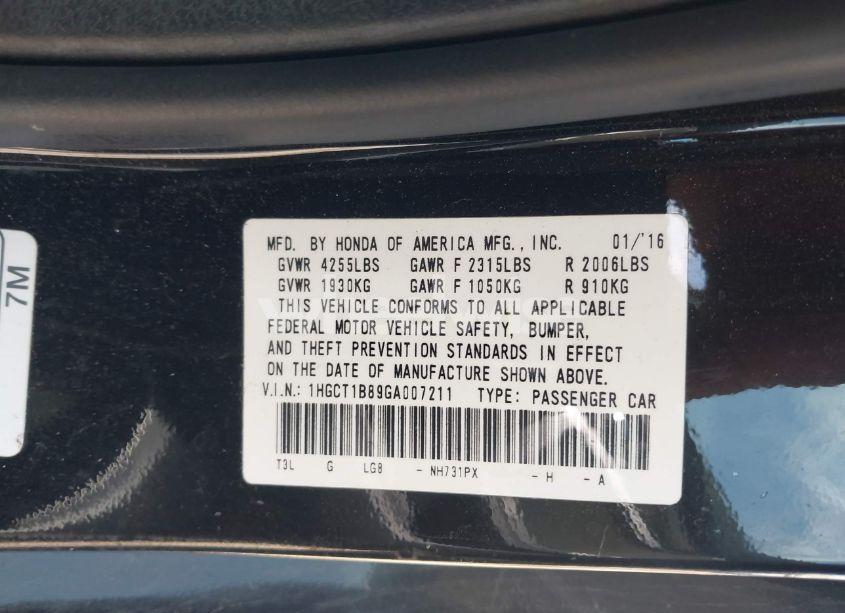 MFD. BY HONDA OF AMERICA MFG., INC. 01/'16
GVWR 4255LBS GAWR F 2315LBS R 2006LBS
GVWR 1930KG GAWR F 1050KG R 910KG
THIS VEHICLE CONFORMS TO ALL APPLICABLE
FEDERAL MOTOR VEHICLE SAFETY, BUMPER,
AND THEFT PREVENTION STANDARDS IN EFFECT
ON THE DATE OF MANUFACTURE SHOWN ABOVE.
V.I.N.: 1HGCT1B89GA007211 TYPE: PASSENGER CAR
T3L G LG8 - NH731PX - H - A
7M